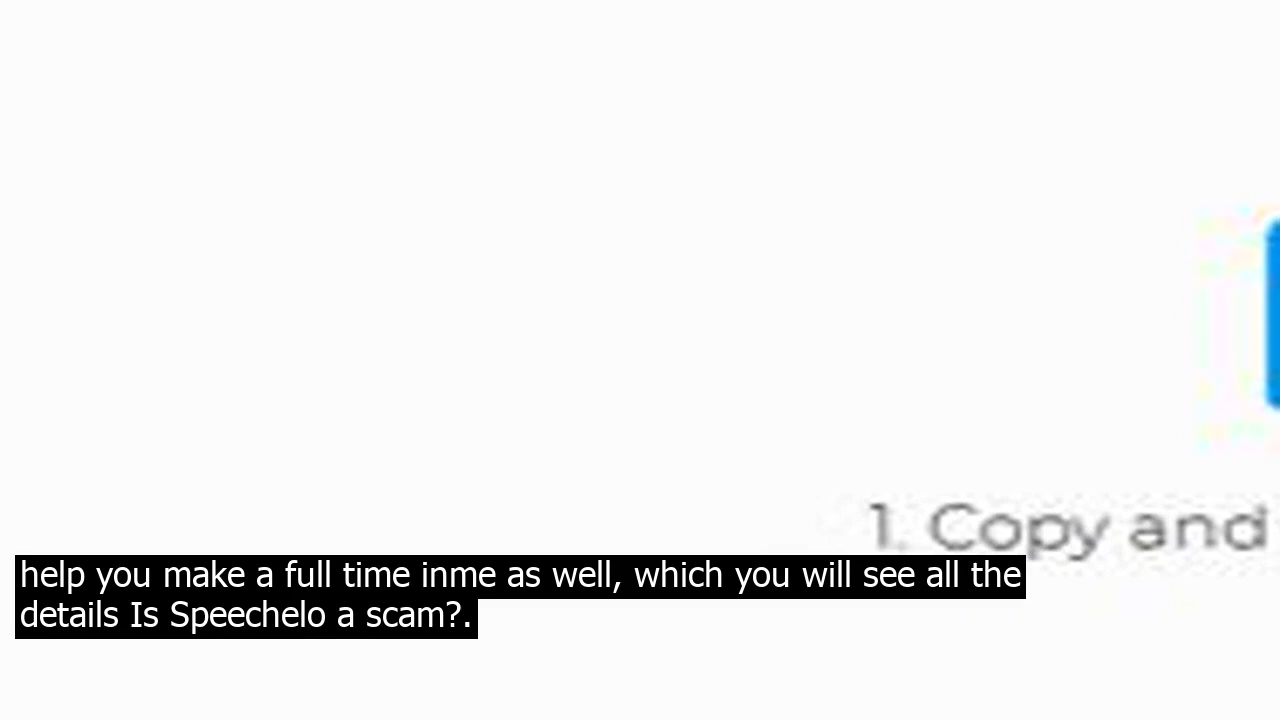 1. Copy and
help you make a full time inme as well, which you will see all the
details Is Speechelo a scam?.